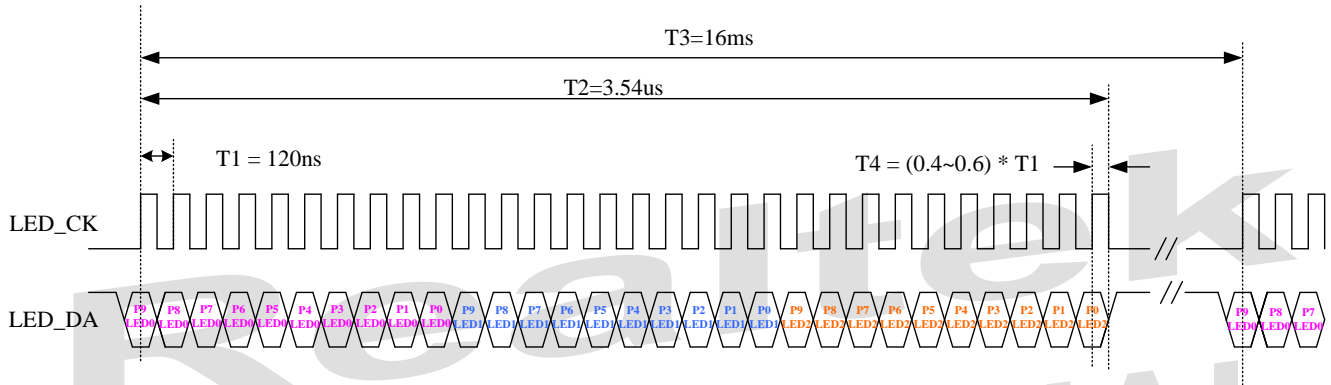 T3=16ms
T2=3.54us
T1 = 120ns
T4 = (0.4~0.6) * T1
LED_CK
LED_DA
P9 P8 P7 P6 P5 P4 P3 P2 P1 P0 P9 P8 P7 P6 P5 P4 P3 P2 P1 P0 P9 P8 P7 P6 P5 P4 P3 P2 P1 P0 P9 P8 P7
LED0 LED0 LED0 LED0 LED0 LED0 LED0 LED0 LED0 LED0 LED1 LED1 LED1 LED1 LED1 LED1 LED1 LED1 LED1 LED1 LED2 LED2 LED2 LED2 LED2 LED2 LED2 LED2 LED2 LED2 LED0 LED0 LED0
Realtek